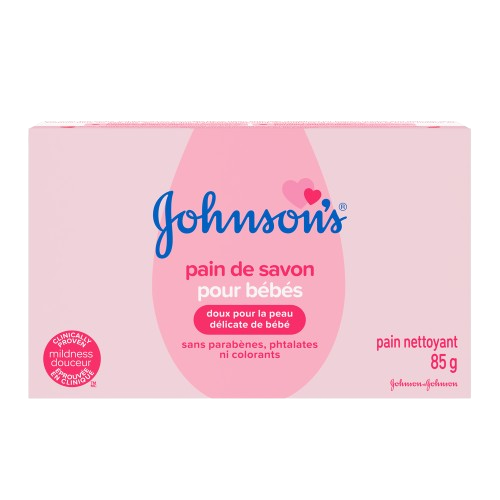 Johnson's®
pain de savon
pour bébés
doux pour la peau
délicate de bébé
sans parabènes, phtalates
ni colorants
CLINICALLY
PROVEN
mildness
douceur
ÉPROUVÉE
EN CLINIQUE
pain nettoyant
85 g
Johnson & Johnson